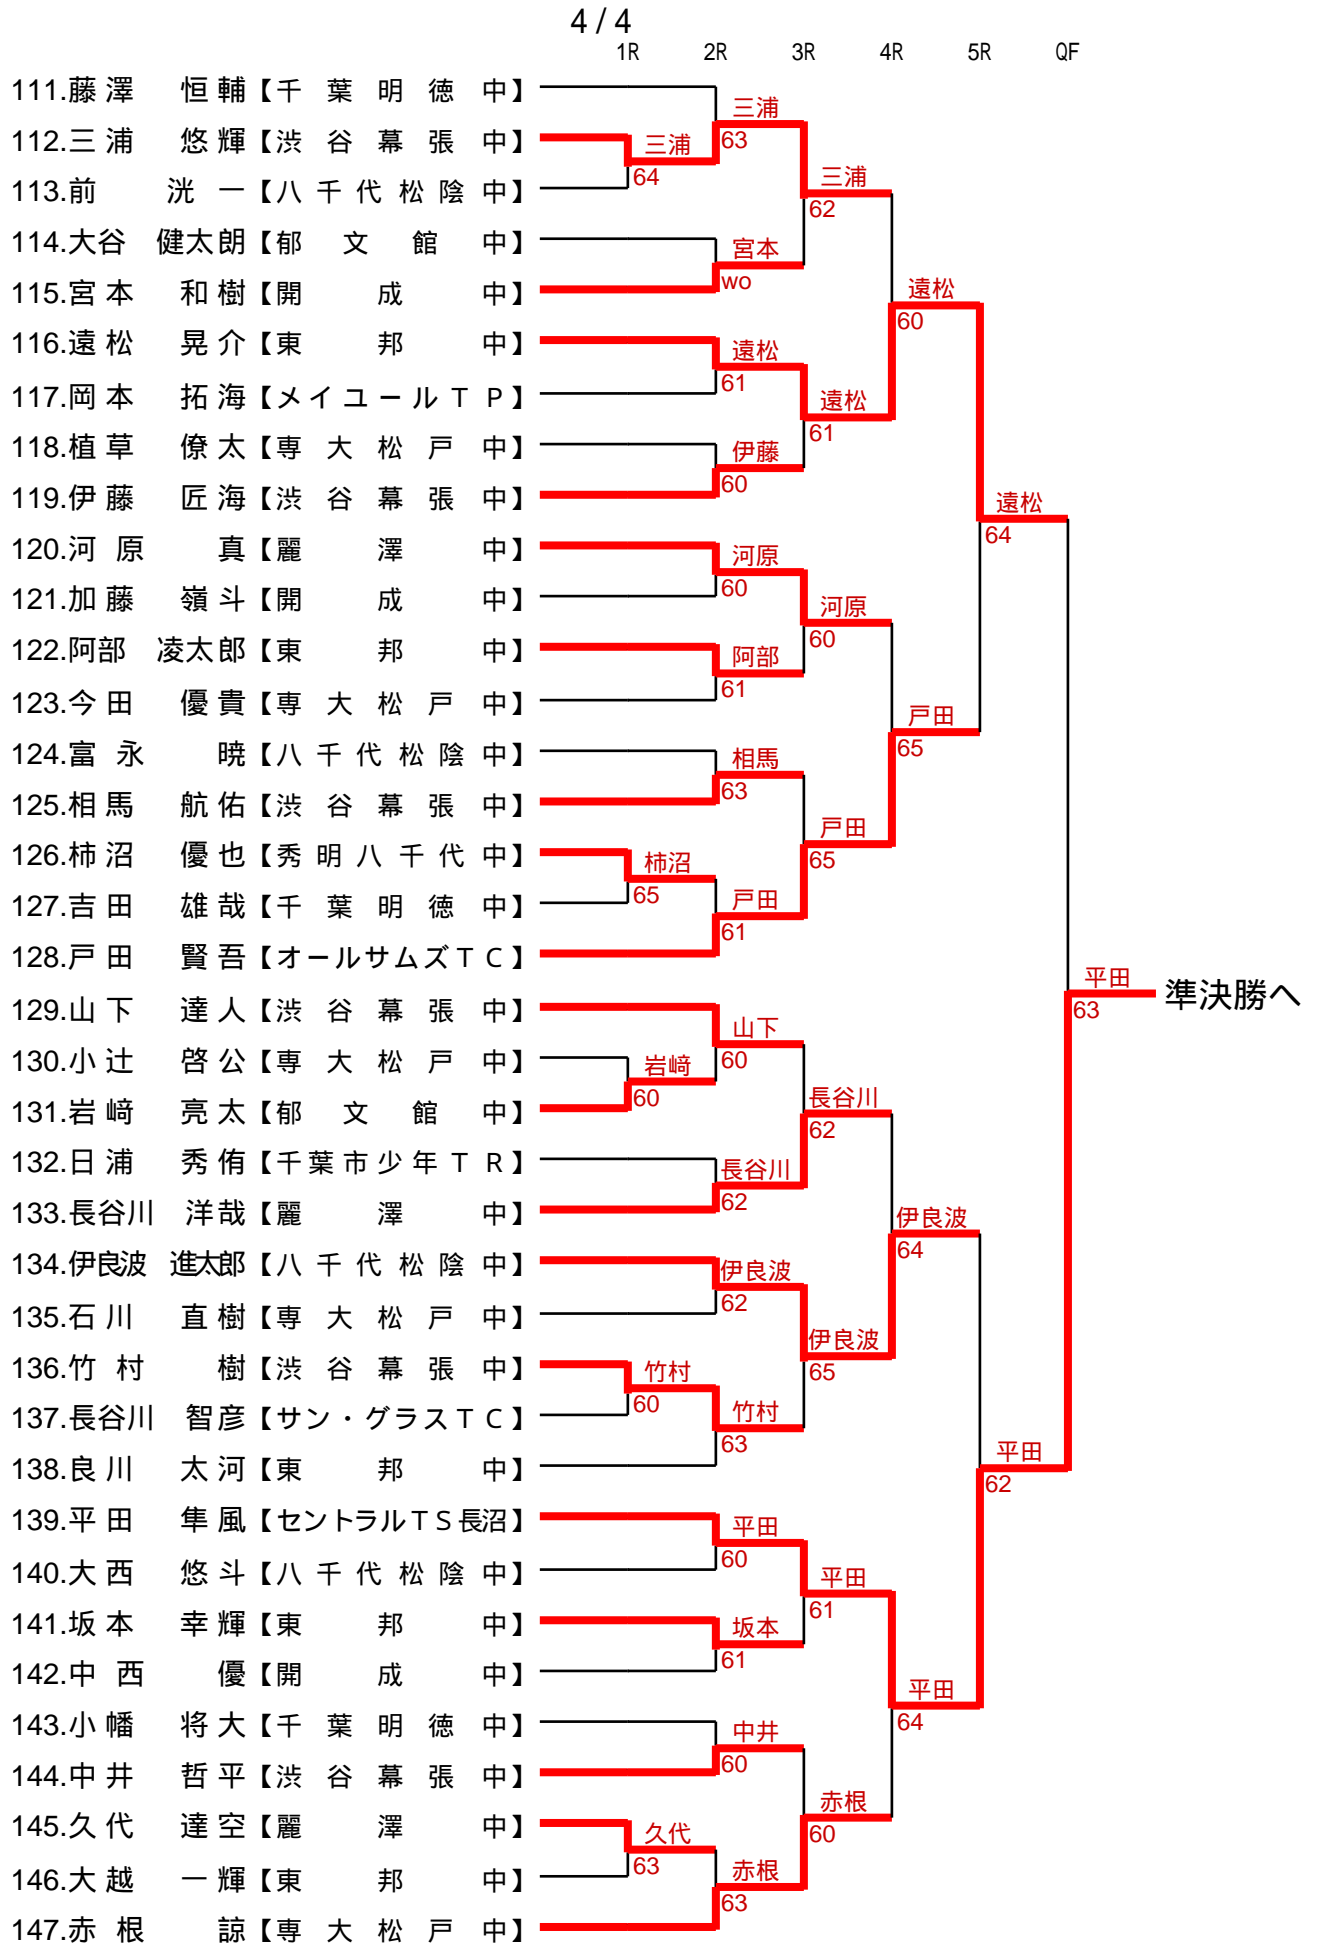 4 / 4
1R 2R 3R 4R 5R QF
111.藤澤 恒輔【千葉明徳中】
三浦
112.三浦 悠輝【渋谷幕張中】
三浦 63
64
113.前 洸一【八千代松陰中】
三浦
62
114.大谷 健太朗【郁文館中】
宮本
wo
115.宮本 和樹【開成中】
遠松
60
116.遠松 晃介【東邦中】
遠松
61
117.岡本 拓海【メイユールTP】
遠松
61
118.植草 僚太【専大松戸中】
伊藤
60
119.伊藤 匠海【渋谷幕張中】
遠松
64
120.河原 真【麗澤中】
河原
60
121.加藤 嶺斗【開成中】
河原
60
122.阿部 凌太郎【東邦中】
阿部
61
123.今田 優貴【専大松戸中】
戸田
65
124.富永 暁【八千代松陰中】
相馬
63
125.相馬 航佑【渋谷幕張中】
戸田
65
126.柿沼 優也【秀明八千代中】
柿沼
65
127.吉田 雄哉【千葉明徳中】
戸田
61
128.戸田 賢吾【オールサムズTC】
平田
63
準決勝へ
129.山下 達人【渋谷幕張中】
山下
60
130.小辻 啓公【専大松戸中】
岩﨑
60
131.岩﨑 亮太【郁文館中】
長谷川
62
132.日浦 秀侑【千葉市少年TR】
長谷川
62
133.長谷川 洋哉【麗澤中】
伊良波
64
134.伊良波 進太郎【八千代松陰中】
伊良波
62
135.石川 直樹【専大松戸中】
伊良波
65
136.竹村 樹【渋谷幕張中】
竹村
60
137.長谷川 智彦【サン・グラスTC】
竹村
63
138.良川 太河【東邦中】
平田
62
139.平田 隼風【セントラルTS長沼】
平田
60
140.大西 悠斗【八千代松陰中】
平田
61
141.坂本 幸輝【東邦中】
坂本
61
142.中西 優【開成中】
平田
64
143.小幡 将大【千葉明徳中】
中井
60
144.中井 哲平【渋谷幕張中】
赤根
60
145.久代 達空【麗澤中】
久代
63
146.大越 一輝【東邦中】
赤根
63
147.赤根 諒【専大松戸中】